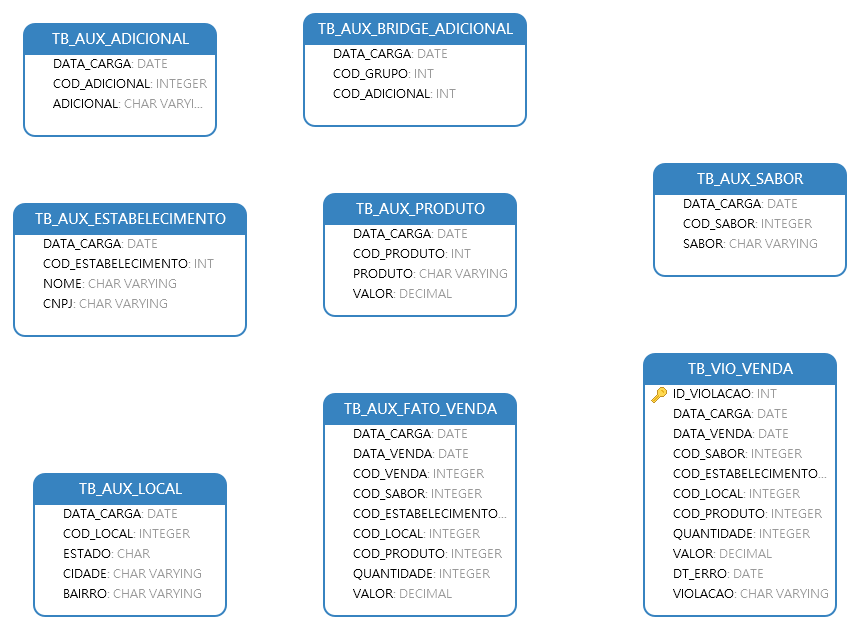 TB_AUX_ADICIONAL
DATA_CARGA: DATE
COD_ADICIONAL: INTEGER
ADICIONAL: CHAR VARYI...
TB_AUX_BRIDGE_ADICIONAL
DATA_CARGA: DATE
COD_GRUPO: INT
COD_ADICIONAL: INT
TB_AUX_SABOR
DATA_CARGA: DATE
COD_SABOR: INTEGER
SABOR: CHAR VARYING
TB_AUX_ESTABELECIMENTO
DATA_CARGA: DATE
COD_ESTABELECIMENTO: INT
NOME: CHAR VARYING
CNPJ: CHAR VARYING
TB_AUX_PRODUTO
DATA_CARGA: DATE
COD_PRODUTO: INT
PRODUTO: CHAR VARYING
VALOR: DECIMAL
TB_AUX_LOCAL
DATA_CARGA: DATE
COD_LOCAL: INTEGER
ESTADO: CHAR
CIDADE: CHAR VARYING
BAIRRO: CHAR VARYING
TB_AUX_FATO_VENDA
DATA_CARGA: DATE
DATA_VENDA: DATE
COD_VENDA: INTEGER
COD_SABOR: INTEGER
COD_ESTABELECIMENTO...
COD_LOCAL: INTEGER
COD_PRODUTO: INTEGER
QUANTIDADE: INTEGER
VALOR: DECIMAL
TB_VIO_VENDA
ID_VIOLACAO: INT
DATA_CARGA: DATE
DATA_VENDA: DATE
COD_SABOR: INTEGER
COD_ESTABELECIMENTO...
COD_LOCAL: INTEGER
COD_PRODUTO: INTEGER
QUANTIDADE: INTEGER
VALOR: DECIMAL
DT_ERRO: DATE
VIOLACAO: CHAR VARYING